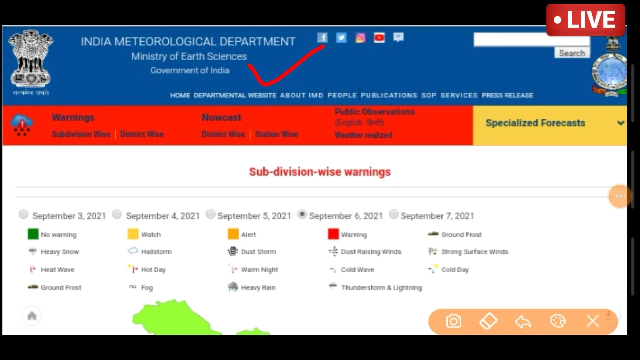 LIVE
INDIA METEOROLOGICAL DEPARTMENT
Ministry of Earth Sciences
Government of India
सत्यमेव जयते
Search
HOME DEPARTMENTAL WEBSITE ABOUT IMD PEOPLE PUBLICATIONS SOP SERVICES PRESS RELEASE
Warnings
Subdivision Wise | District Wise
Nowcast
District Wise | Station Wise
Public Observations
(English, हिन्दी)
Weather realized
Specialized Forecasts
Sub-division-wise warnings
September 3, 2021 September 4, 2021 September 5, 2021 September 6, 2021 September 7, 2021
No warning Watch Alert Warning Ground Frost
Heavy Snow Hailstorm Dust Storm Dust Raising Winds Strong Surface Winds
Heat Wave Hot Day Warm Night Cold Wave Cold Day
Ground Frost Fog Heavy Rain Thunderstorm & Lightning